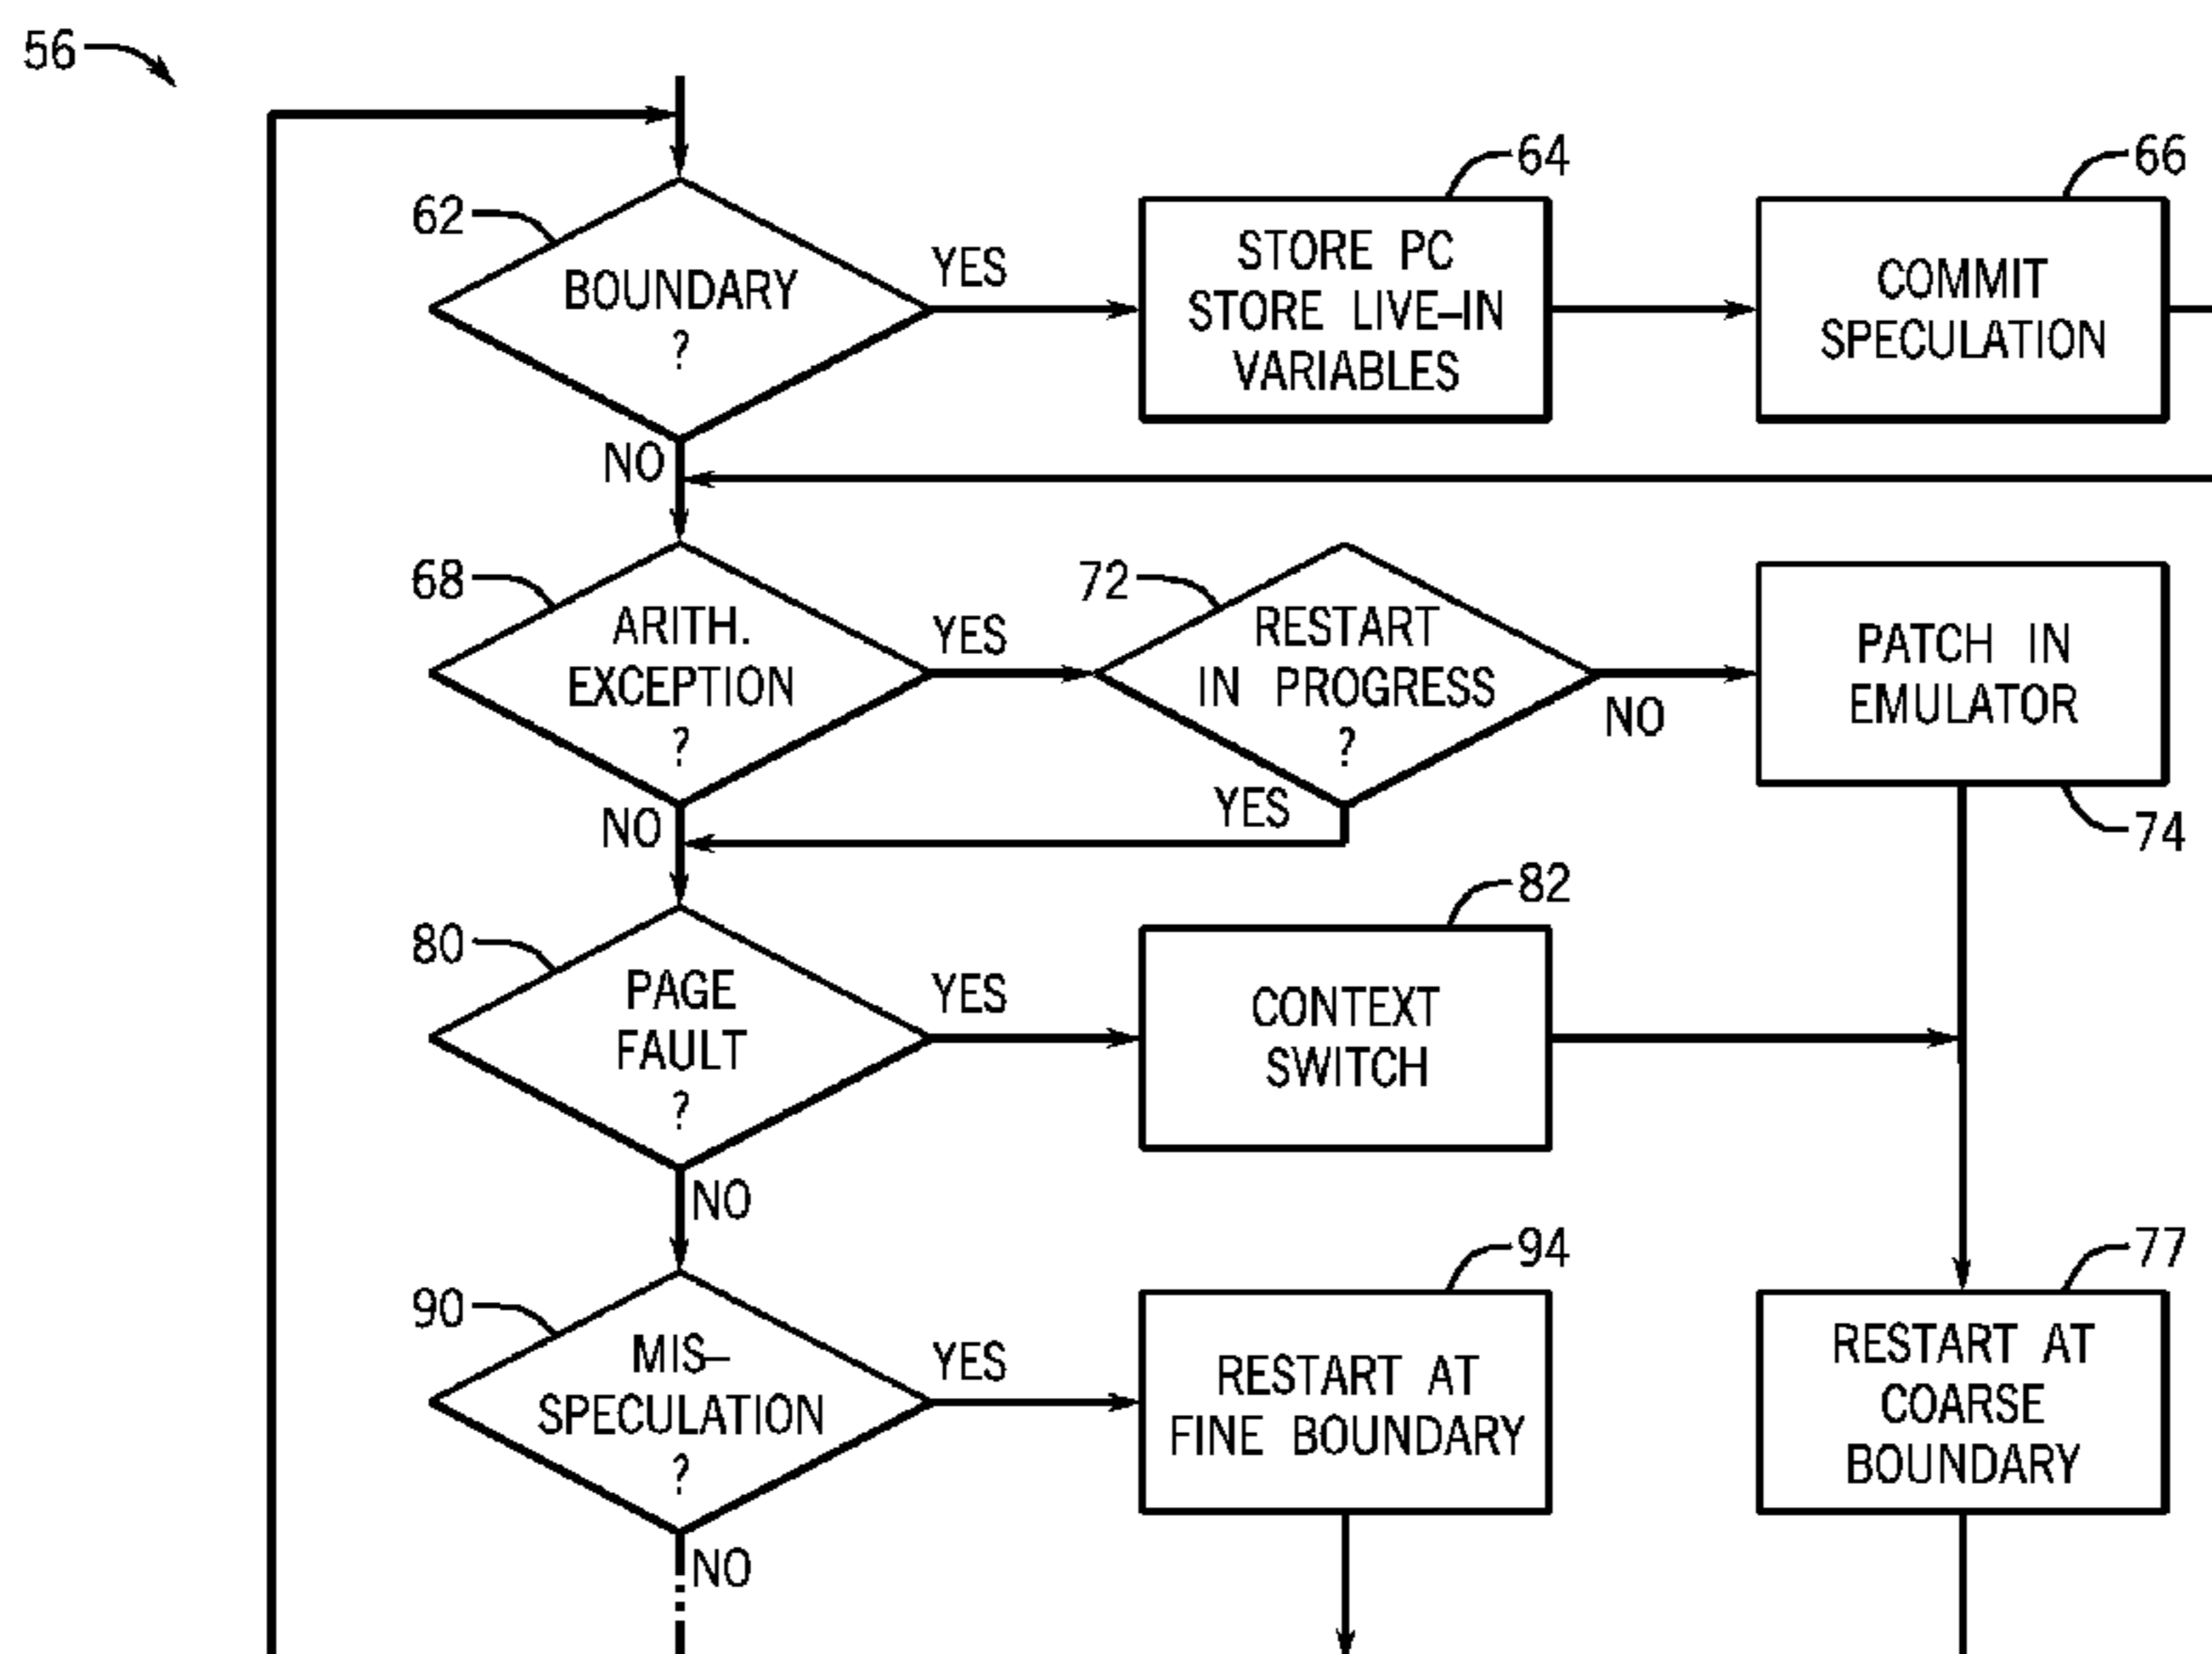 56
62
BOUNDARY
?
YES
NO
64
STORE PC
STORE LIVE–IN
VARIABLES
66
COMMIT
SPECULATION
68
ARITH.
EXCEPTION
?
YES
NO
72
RESTART
IN PROGRESS
?
YES
NO
PATCH IN
EMULATOR
74
80
PAGE
FAULT
?
YES
NO
82
CONTEXT
SWITCH
90
MIS–
SPECULATION
?
YES
NO
94
RESTART AT
FINE BOUNDARY
77
RESTART AT
COARSE
BOUNDARY